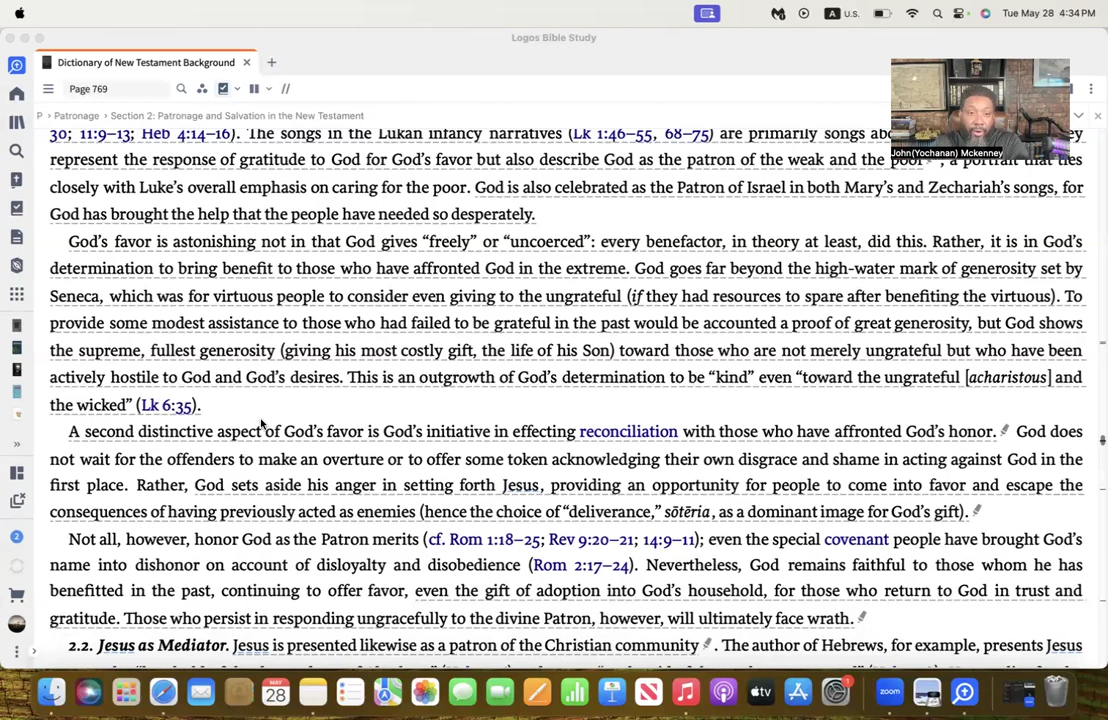 A U.S. Tue May 28 4:34 PM
Logos Bible Study
Dictionary of New Testament Background
Page 769
P > Patronage > Section 2: Patronage and Salvation in the New Testament
John(Yochanan) Mckenney
30; 11:9–13; Heb 4:14–16). The songs in the Lukan infancy narratives (Lk 1:46–55, 68–75) are primarily songs
represent the response of gratitude to God for God’s favor but also describe God as the patron of the weak and the poor , a portrait that ties
closely with Luke’s overall emphasis on caring for the poor. God is also celebrated as the Patron of Israel in both Mary’s and Zechariah’s songs, for
God has brought the help that the people have needed so desperately.
God’s favor is astonishing not in that God gives “freely” or “uncoerced”: every benefactor, in theory at least, did this. Rather, it is in God’s
determination to bring benefit to those who have affronted God in the extreme. God goes far beyond the high-water mark of generosity set by
Seneca, which was for virtuous people to consider even giving to the ungrateful (if they had resources to spare after benefiting the virtuous). To
provide some modest assistance to those who had failed to be grateful in the past would be accounted a proof of great generosity, but God shows
the supreme, fullest generosity (giving his most costly gift, the life of his Son) toward those who are not merely ungrateful but who have been
actively hostile to God and God’s desires. This is an outgrowth of God’s determination to be “kind” even “toward the ungrateful [acharistous] and
the wicked” (Lk 6:35).
A second distinctive aspect of God’s favor is God’s initiative in effecting reconciliation with those who have affronted God’s honor. God does
not wait for the offenders to make an overture or to offer some token acknowledging their own disgrace and shame in acting against God in the
first place. Rather, God sets aside his anger in setting forth Jesus, providing an opportunity for people to come into favor and escape the
consequences of having previously acted as enemies (hence the choice of “deliverance,” sōtēria, as a dominant image for God’s gift).
Not all, however, honor God as the Patron merits (cf. Rom 1:18–25; Rev 9:20–21; 14:9–11); even the special covenant people have brought God’s
name into dishonor on account of disloyalty and disobedience (Rom 2:17–24). Nevertheless, God remains faithful to those whom he has
benefitted in the past, continuing to offer favor, even the gift of adoption into God’s household, for those who return to God in trust and
gratitude. Those who persist in responding ungracefully to the divine Patron, however, will ultimately face wrath.
2.2. Jesus as Mediator. Jesus is presented likewise as a patron of the Christian community . The author of Hebrews, for example, presents Jesus
2
MAY
28
tv
zoom
1